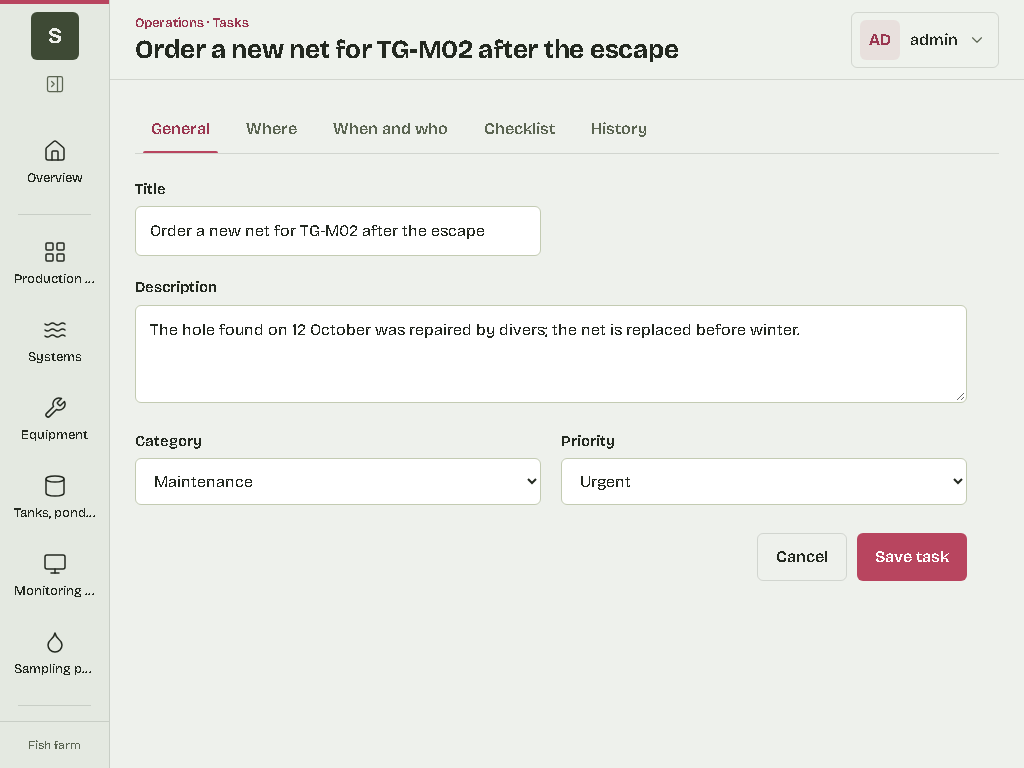 S
Operations · Tasks
Order a new net for TG-M02 after the escape
AD admin
Overview
Production ...
Systems
Equipment
Tanks, pond...
Monitoring ...
Sampling p...
Fish farm
General Where When and who Checklist History
Title
Order a new net for TG-M02 after the escape
Description
The hole found on 12 October was repaired by divers; the net is replaced before winter.
Category Priority
Maintenance Urgent
Cancel Save task